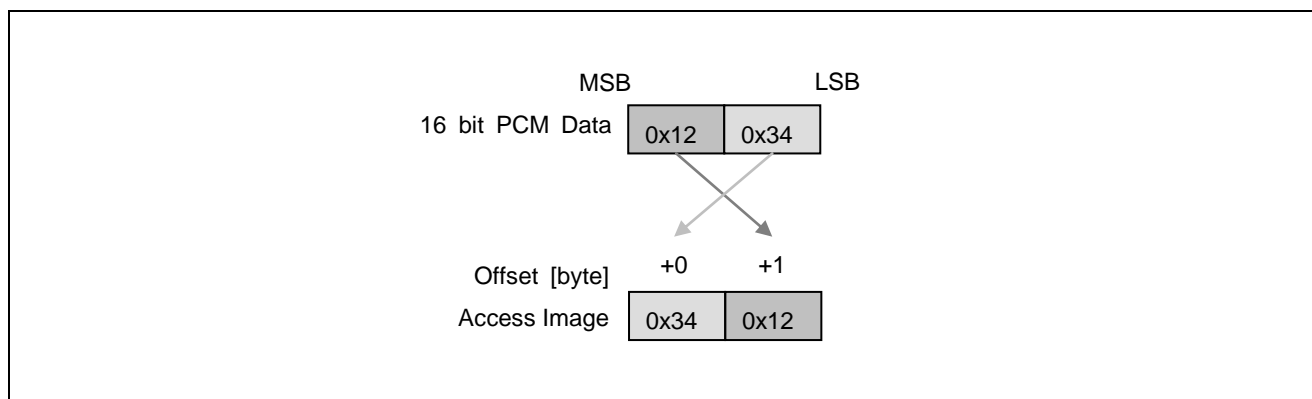 MSB LSB
16 bit PCM Data 0x12 0x34
Offset [byte] +0 +1
Access Image 0x34 0x12